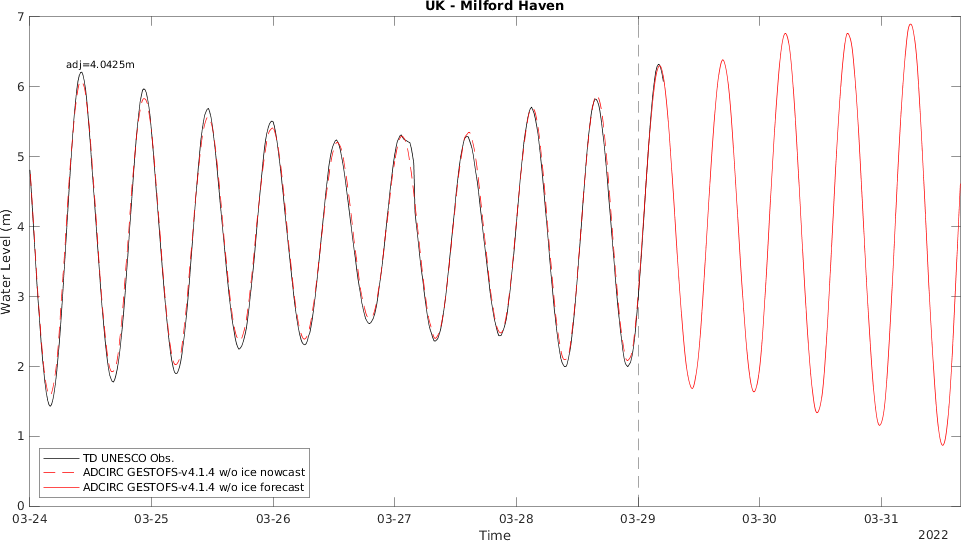 UK - Milford Haven
adj=4.0425m
Water Level (m)
7
6
5
4
3
2
1
0
TD UNESCO Obs.
ADCIRC GESTOFS-v4.1.4 w/o ice nowcast
ADCIRC GESTOFS-v4.1.4 w/o ice forecast
03-24 03-25 03-26 03-27 03-28 03-29 03-30 03-31
Time
2022